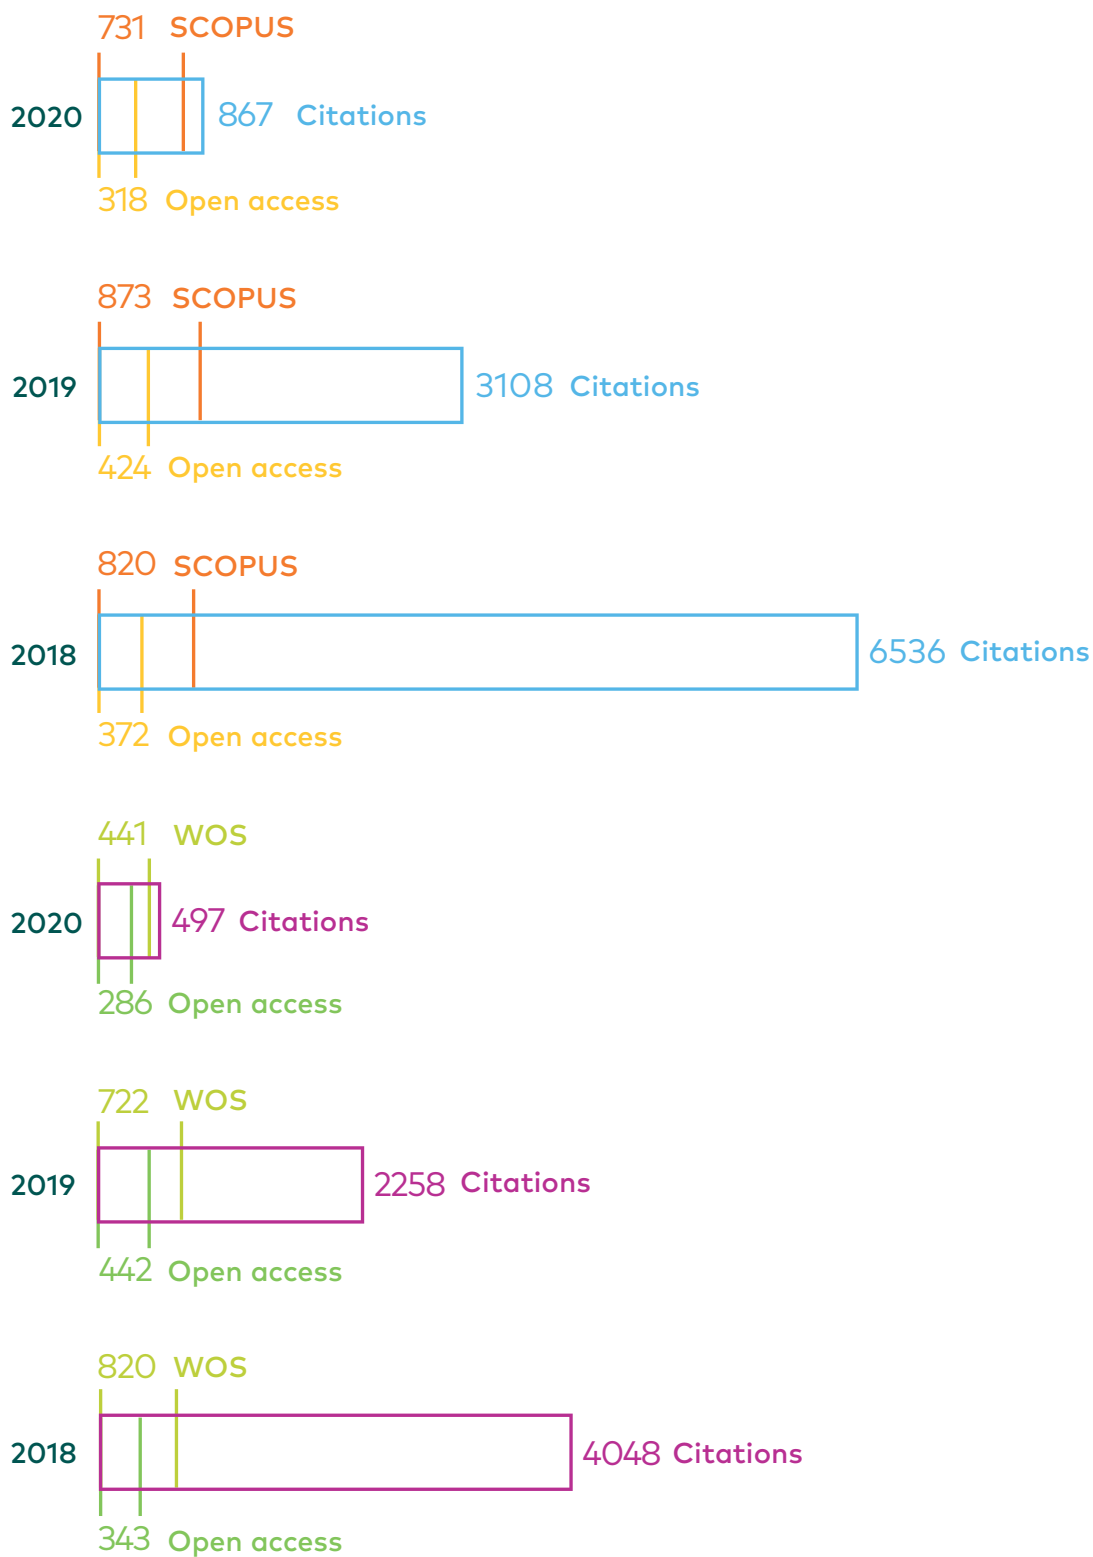 731 SCOPUS
2020 867 Citations
318 Open access
873 SCOPUS
2019 3108 Citations
424 Open access
820 SCOPUS
2018 6536 Citations
372 Open access
441 WOS
2020 497 Citations
286 Open access
722 WOS
2019 2258 Citations
442 Open access
820 WOS
2018 4048 Citations
343 Open access